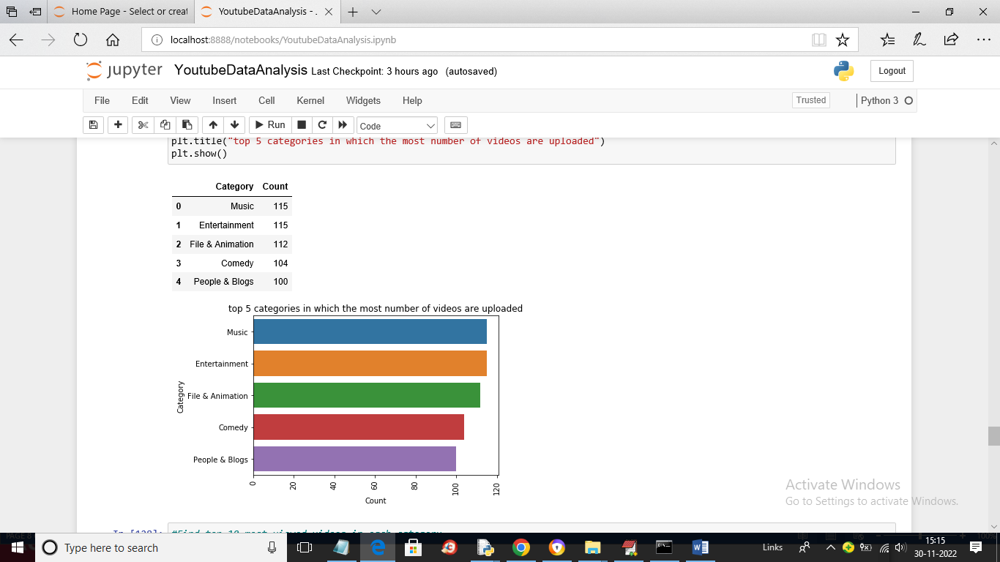 Home Page - Select or creat
YoutubeDataAnalysis - .
localhost:8888/notebooks/YoutubeDataAnalysis.ipynb
jupyter YoutubeDataAnalysis Last Checkpoint: 3 hours ago (autosaved)
Logout
File Edit View Insert Cell Kernel Widgets Help
Trusted
Python 3
Run
Code
plt.title("top 5 categories in which the most number of videos are uploaded")
plt.show()
Category Count
0 Music 115
1 Entertainment 115
2 File & Animation 112
3 Comedy 104
4 People & Blogs 100
top 5 categories in which the most number of videos are uploaded
Category
Music
Entertainment
File & Animation
Comedy
People & Blogs
0 20 40 60 80 100 120
Count
Activate Windows
Go to Settings to activate Windows.
In [128]: #Find top 10 most viewed videos in each category
PAGE 8
100%
Type here to search
Links
15:15
30-11-2022